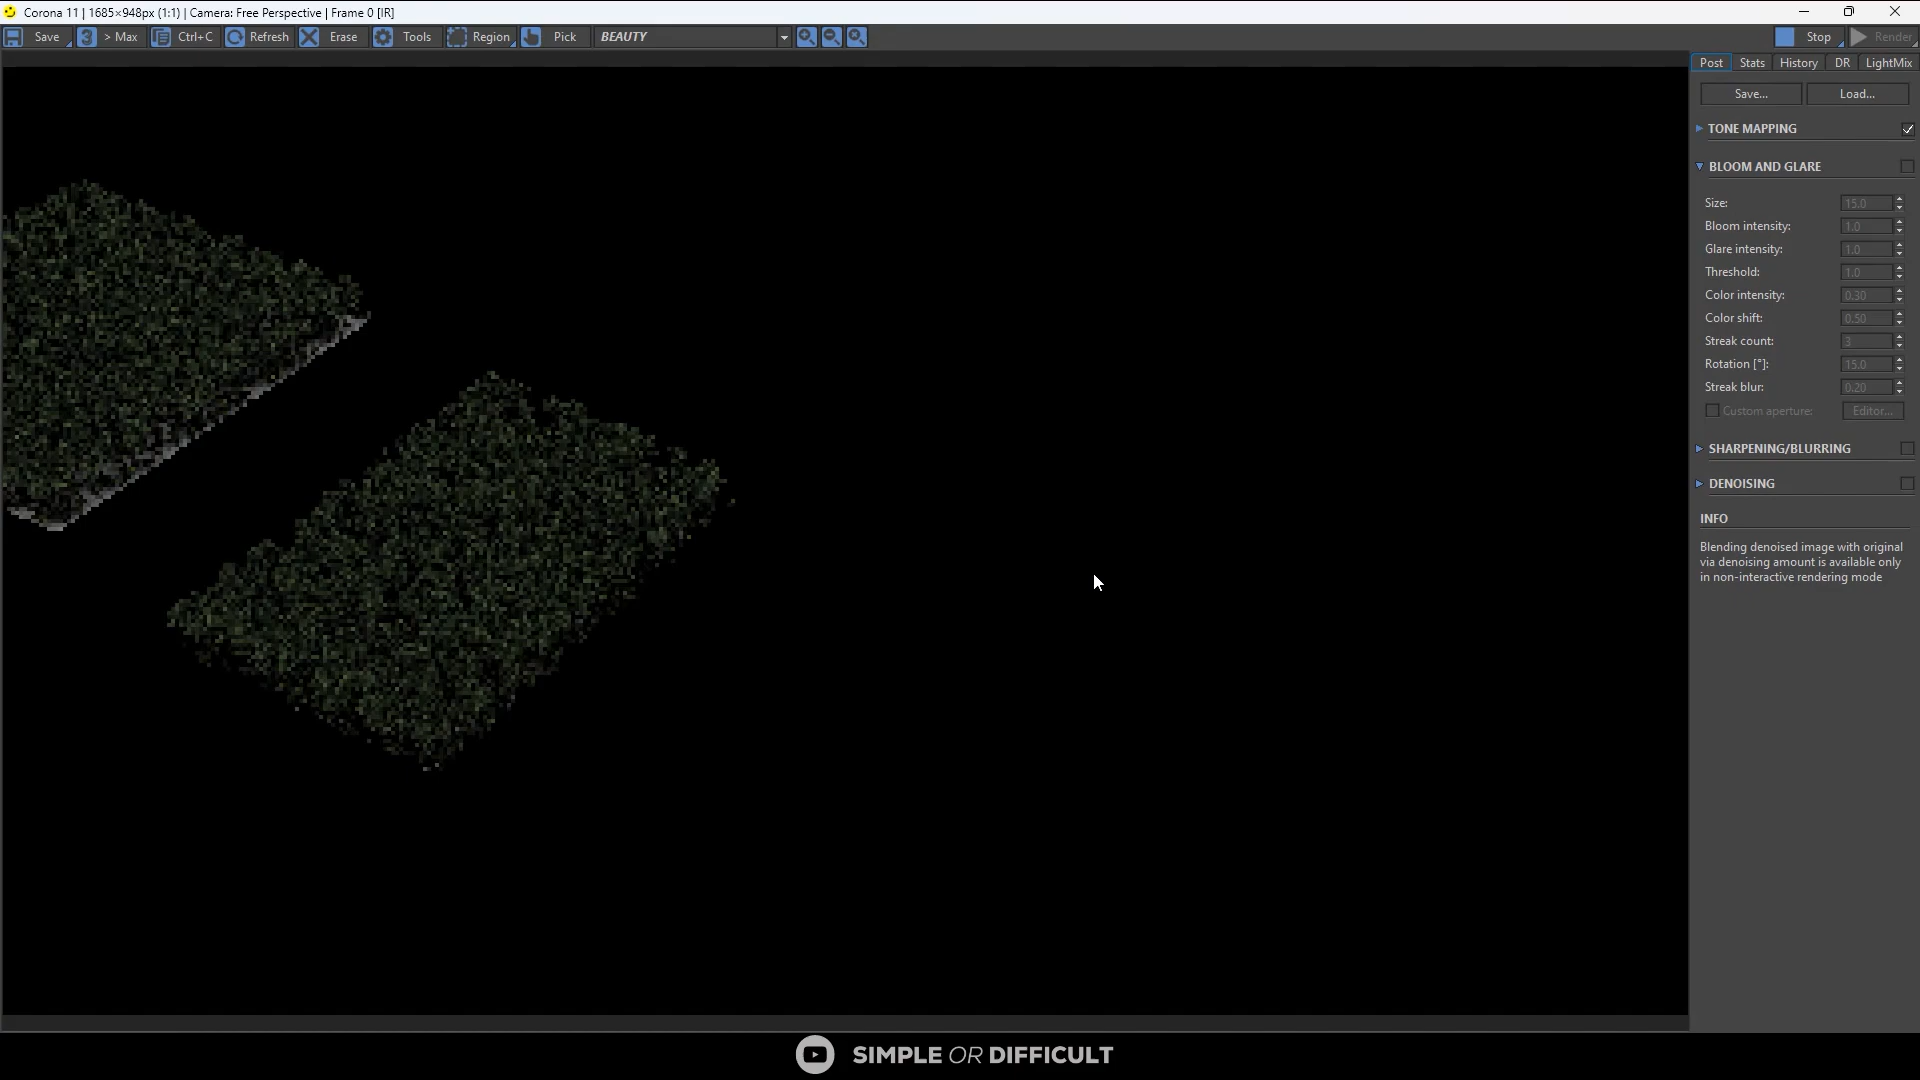 Corona 11 | 1685×948px (1:1) | Camera: Free Perspective | Frame 0 [IR]
Save 3 > Max Ctrl+C Refresh Erase Tools Region Pick BEAUTY Stop Render
Post Stats History DR LightMix
Save... Load...
TONE MAPPING
BLOOM AND GLARE
Size: 15.0
Bloom intensity: 1.0
Glare intensity: 1.0
Threshold: 1.0
Color intensity: 0.30
Color shift: 0.50
Streak count: 3
Rotation [°]: 15.0
Streak blur: 0.20
Custom aperture: Editor...
SHARPENING/BLURRING
DENOISING
INFO
Blending denoised image with original
via denoising amount is available only
in non-interactive rendering mode
SIMPLE OR DIFFICULT